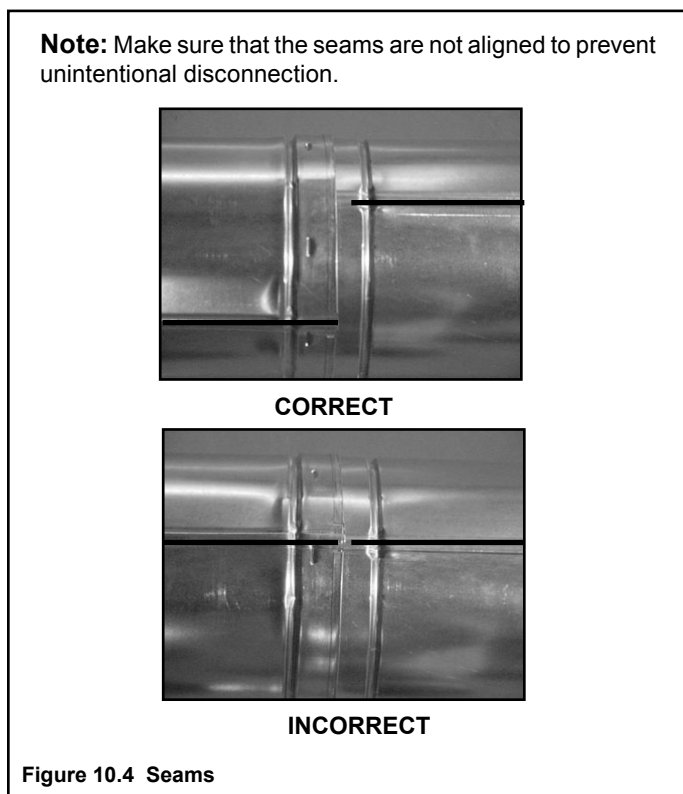 Note: Make sure that the seams are not aligned to prevent
unintentional disconnection.
CORRECT
INCORRECT
Figure 10.4  Seams